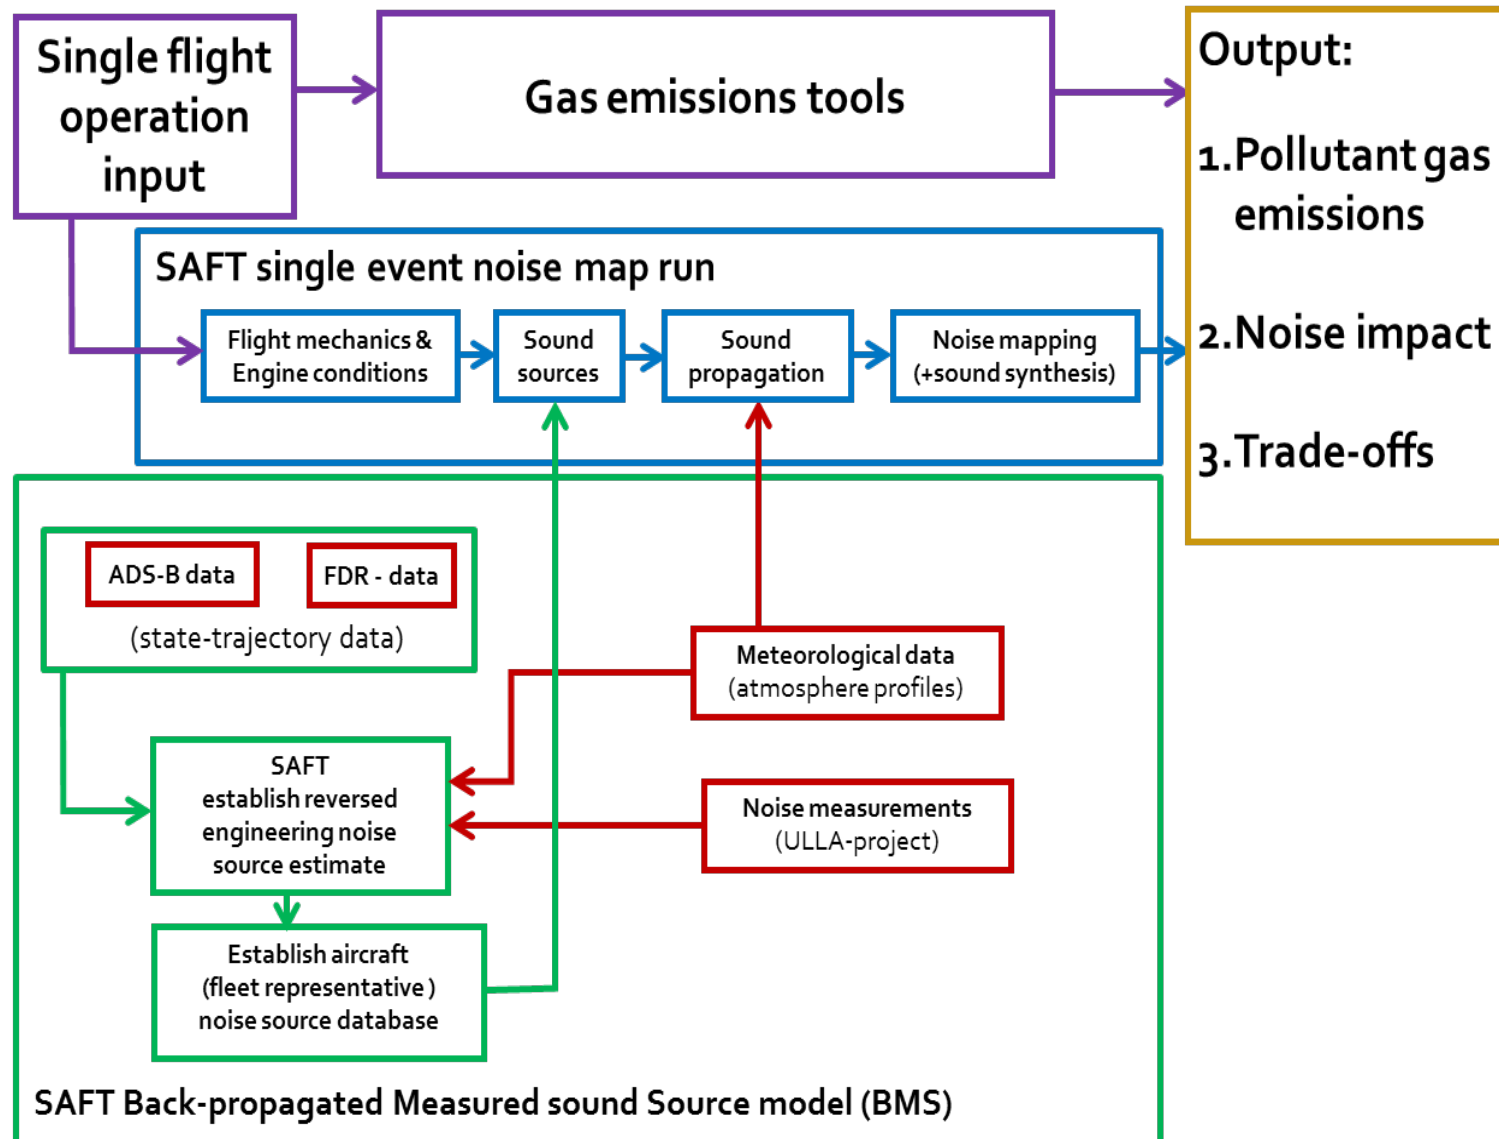 Single flight
operation
input
Gas emissions tools
Output:
1.Pollutant gas
emissions
2.Noise impact
3.Trade-offs
SAFT single event noise map run
Flight mechanics &
Engine conditions
Sound
sources
Sound
propagation
Noise mapping
(+sound synthesis)
ADS-B data
FDR - data
(state-trajectory data)
Meteorological data
(atmosphere profiles)
SAFT
establish reversed
engineering noise
source estimate
Noise measurements
(ULLA-project)
Establish aircraft
(fleet representative )
noise source database
SAFT Back-propagated Measured sound Source model (BMS)